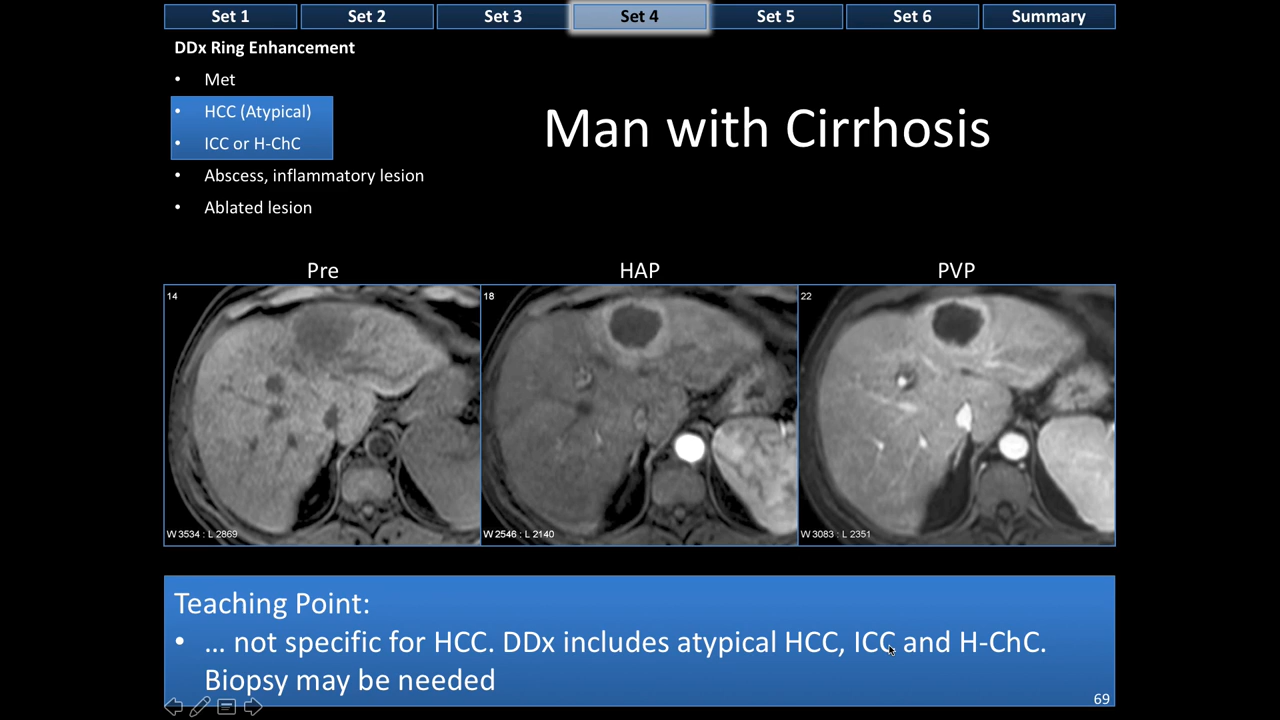 Set 1 Set 2 Set 3 Set 4 Set 5 Set 6 Summary
DDx Ring Enhancement
• Met
• HCC (Atypical)
• ICC or H-ChC
• Abscess, inflammatory lesion
• Ablated lesion
Man with Cirrhosis
Pre HAP PVP
14 18 22
W 3534 : L 2869 W 2546 : L 2140 W 3083 : L 2351
Teaching Point:
• ... not specific for HCC. DDx includes atypical HCC, ICC and H-ChC.
Biopsy may be needed
69